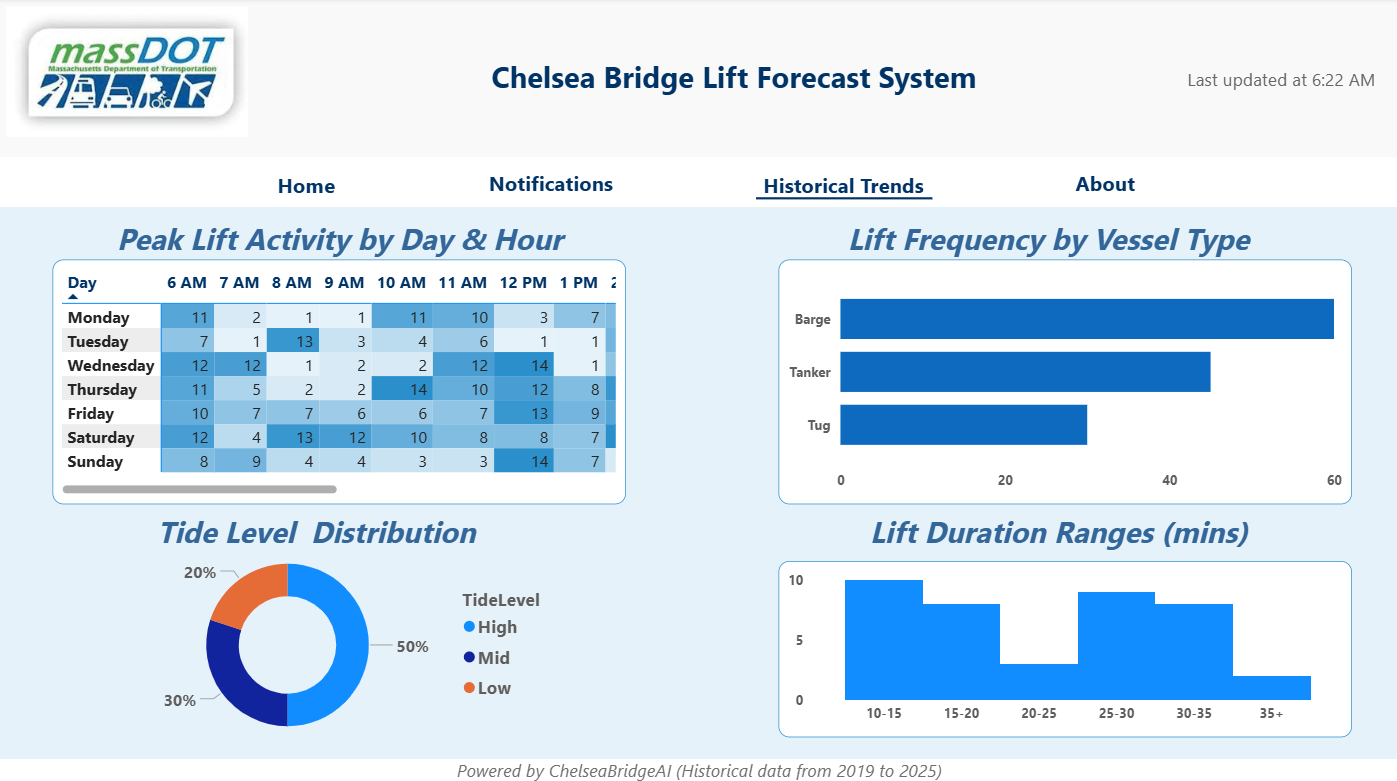 massDOT
Massachusetts Department of Transportation
Chelsea Bridge Lift Forecast System
Last updated at 6:22 AM
Home Notifications Historical Trends About
Peak Lift Activity by Day & Hour
Day 6 AM 7 AM 8 AM 9 AM 10 AM 11 AM 12 PM 1 PM 2
Monday 11 2 1 1 11 10 3 7
Tuesday 7 1 13 3 4 6 1 1
Wednesday 12 12 1 2 2 12 14 1
Thursday 11 5 2 2 14 10 12 8
Friday 10 7 7 6 6 7 13 9
Saturday 12 4 13 12 10 8 8 7
Sunday 8 9 4 4 3 3 14 7
Lift Frequency by Vessel Type
Barge
Tanker
Tug
0 20 40 60
Tide Level Distribution
20%
50%
30%
TideLevel
High
Mid
Low
Lift Duration Ranges (mins)
10
5
0
10-15 15-20 20-25 25-30 30-35 35+
Powered by ChelseaBridgeAI (Historical data from 2019 to 2025)